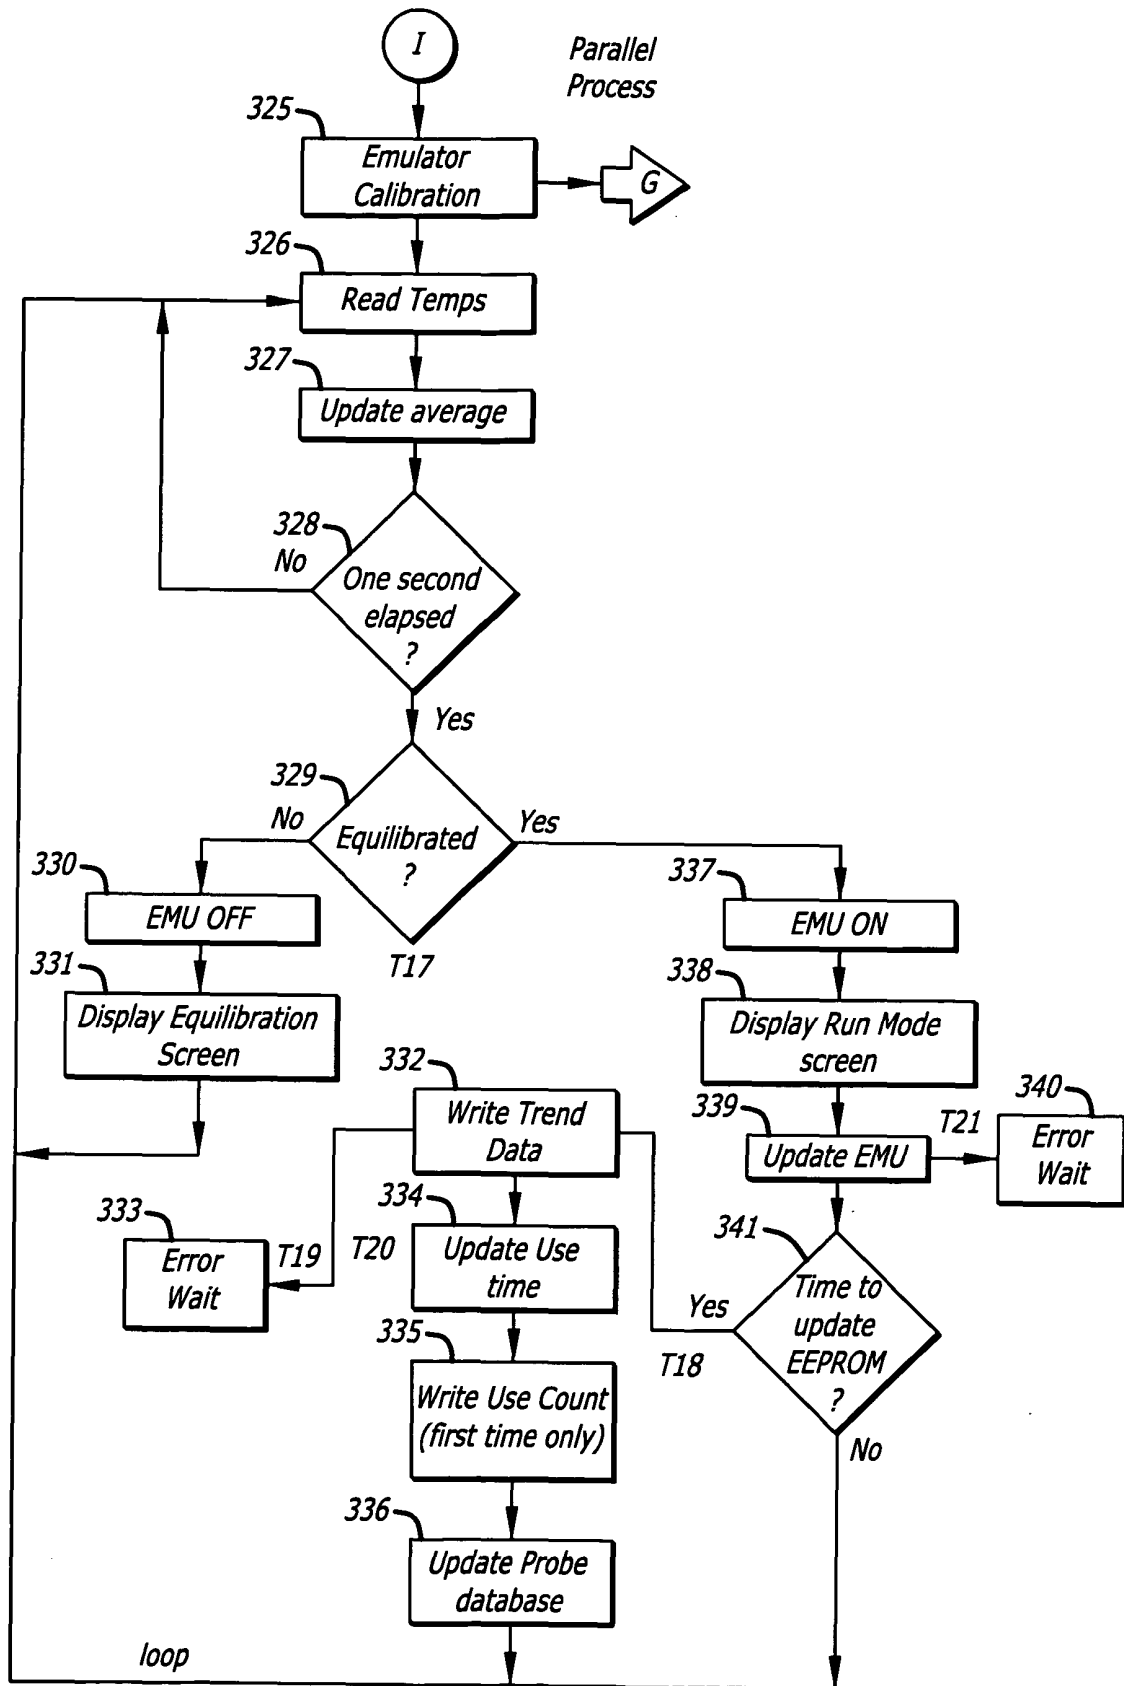 I
Parallel
Process
325
Emulator
Calibration
G
326
Read Temps
327
Update average
328
No
One second
elapsed
?
Yes
329
No
Equilibrated
?
Yes
T17
330
EMU OFF
331
Display Equilibration
Screen
337
EMU ON
338
Display Run Mode
screen
339
Update EMU
T21
340
Error
Wait
332
Write Trend
Data
333
Error
Wait
T19
T20
334
Update Use
time
341
Time to
update
EEPROM
?
Yes
T18
No
335
Write Use Count
(first time only)
336
Update Probe
database
loop